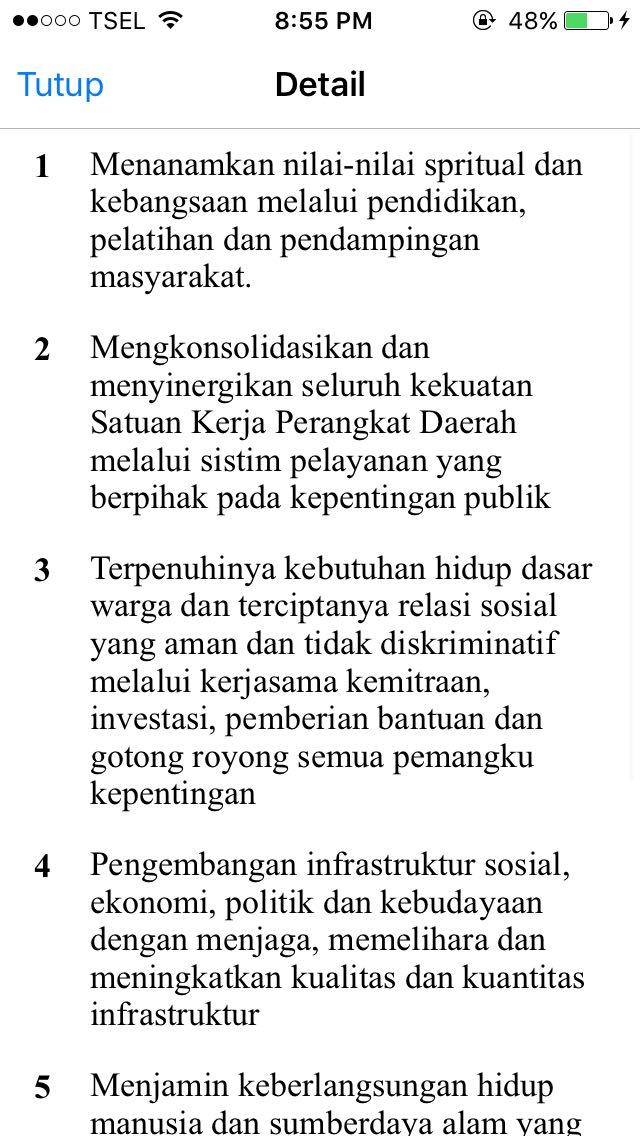 TSEL 8:55 PM 48%
Tutup Detail
1 Menanamkan nilai-nilai spritual dan
kebangsaan melalui pendidikan,
pelatihan dan pendampingan
masyarakat.
2 Mengkonsolidasikan dan
menyinergikan seluruh kekuatan
Satuan Kerja Perangkat Daerah
melalui sistim pelayanan yang
berpihak pada kepentingan publik
3 Terpenuhinya kebutuhan hidup dasar
warga dan terciptanya relasi sosial
yang aman dan tidak diskriminatif
melalui kerjasama kemitraan,
investasi, pemberian bantuan dan
gotong royong semua pemangku
kepentingan
4 Pengembangan infrastruktur sosial,
ekonomi, politik dan kebudayaan
dengan menjaga, memelihara dan
meningkatkan kualitas dan kuantitas
infrastruktur
5 Menjamin keberlangsungan hidup
manusia dan sumberdaya alam yang